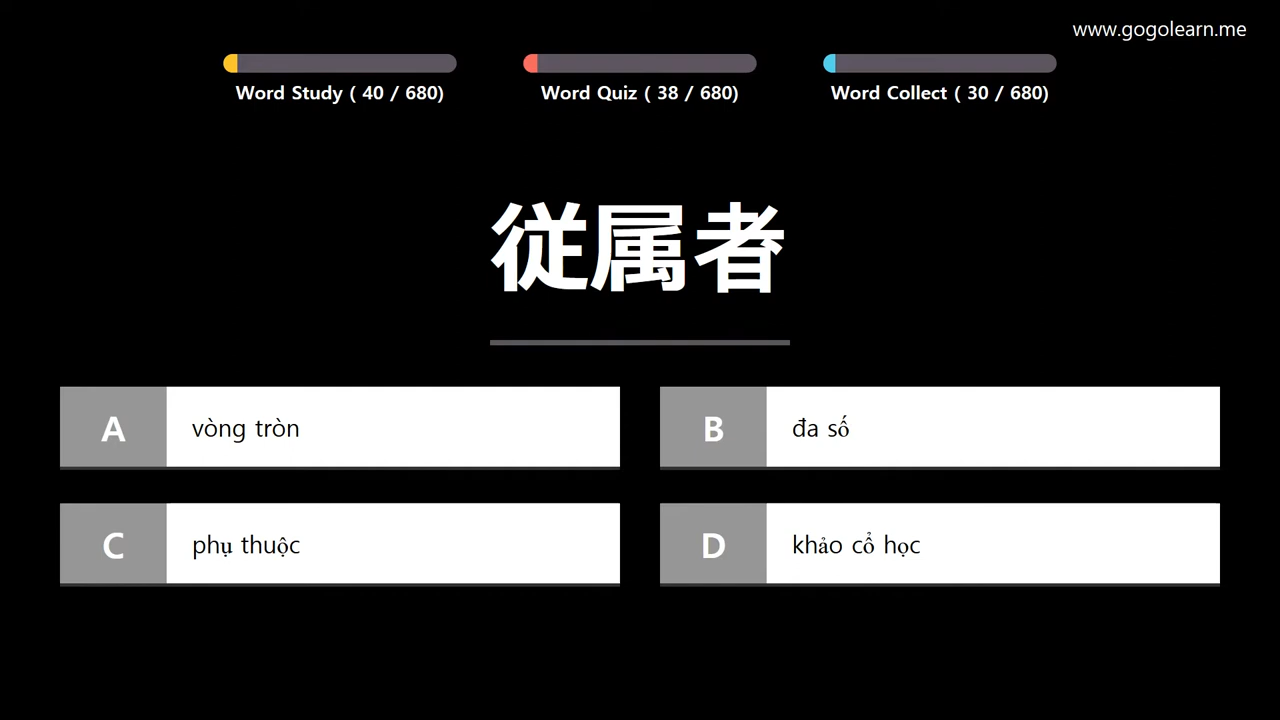 www.gogolearn.me
Word Study ( 40 / 680)
Word Quiz ( 38 / 680)
Word Collect ( 30 / 680)
従属者
A vòng tròn
B đa số
C phụ thuộc
D khảo cổ học